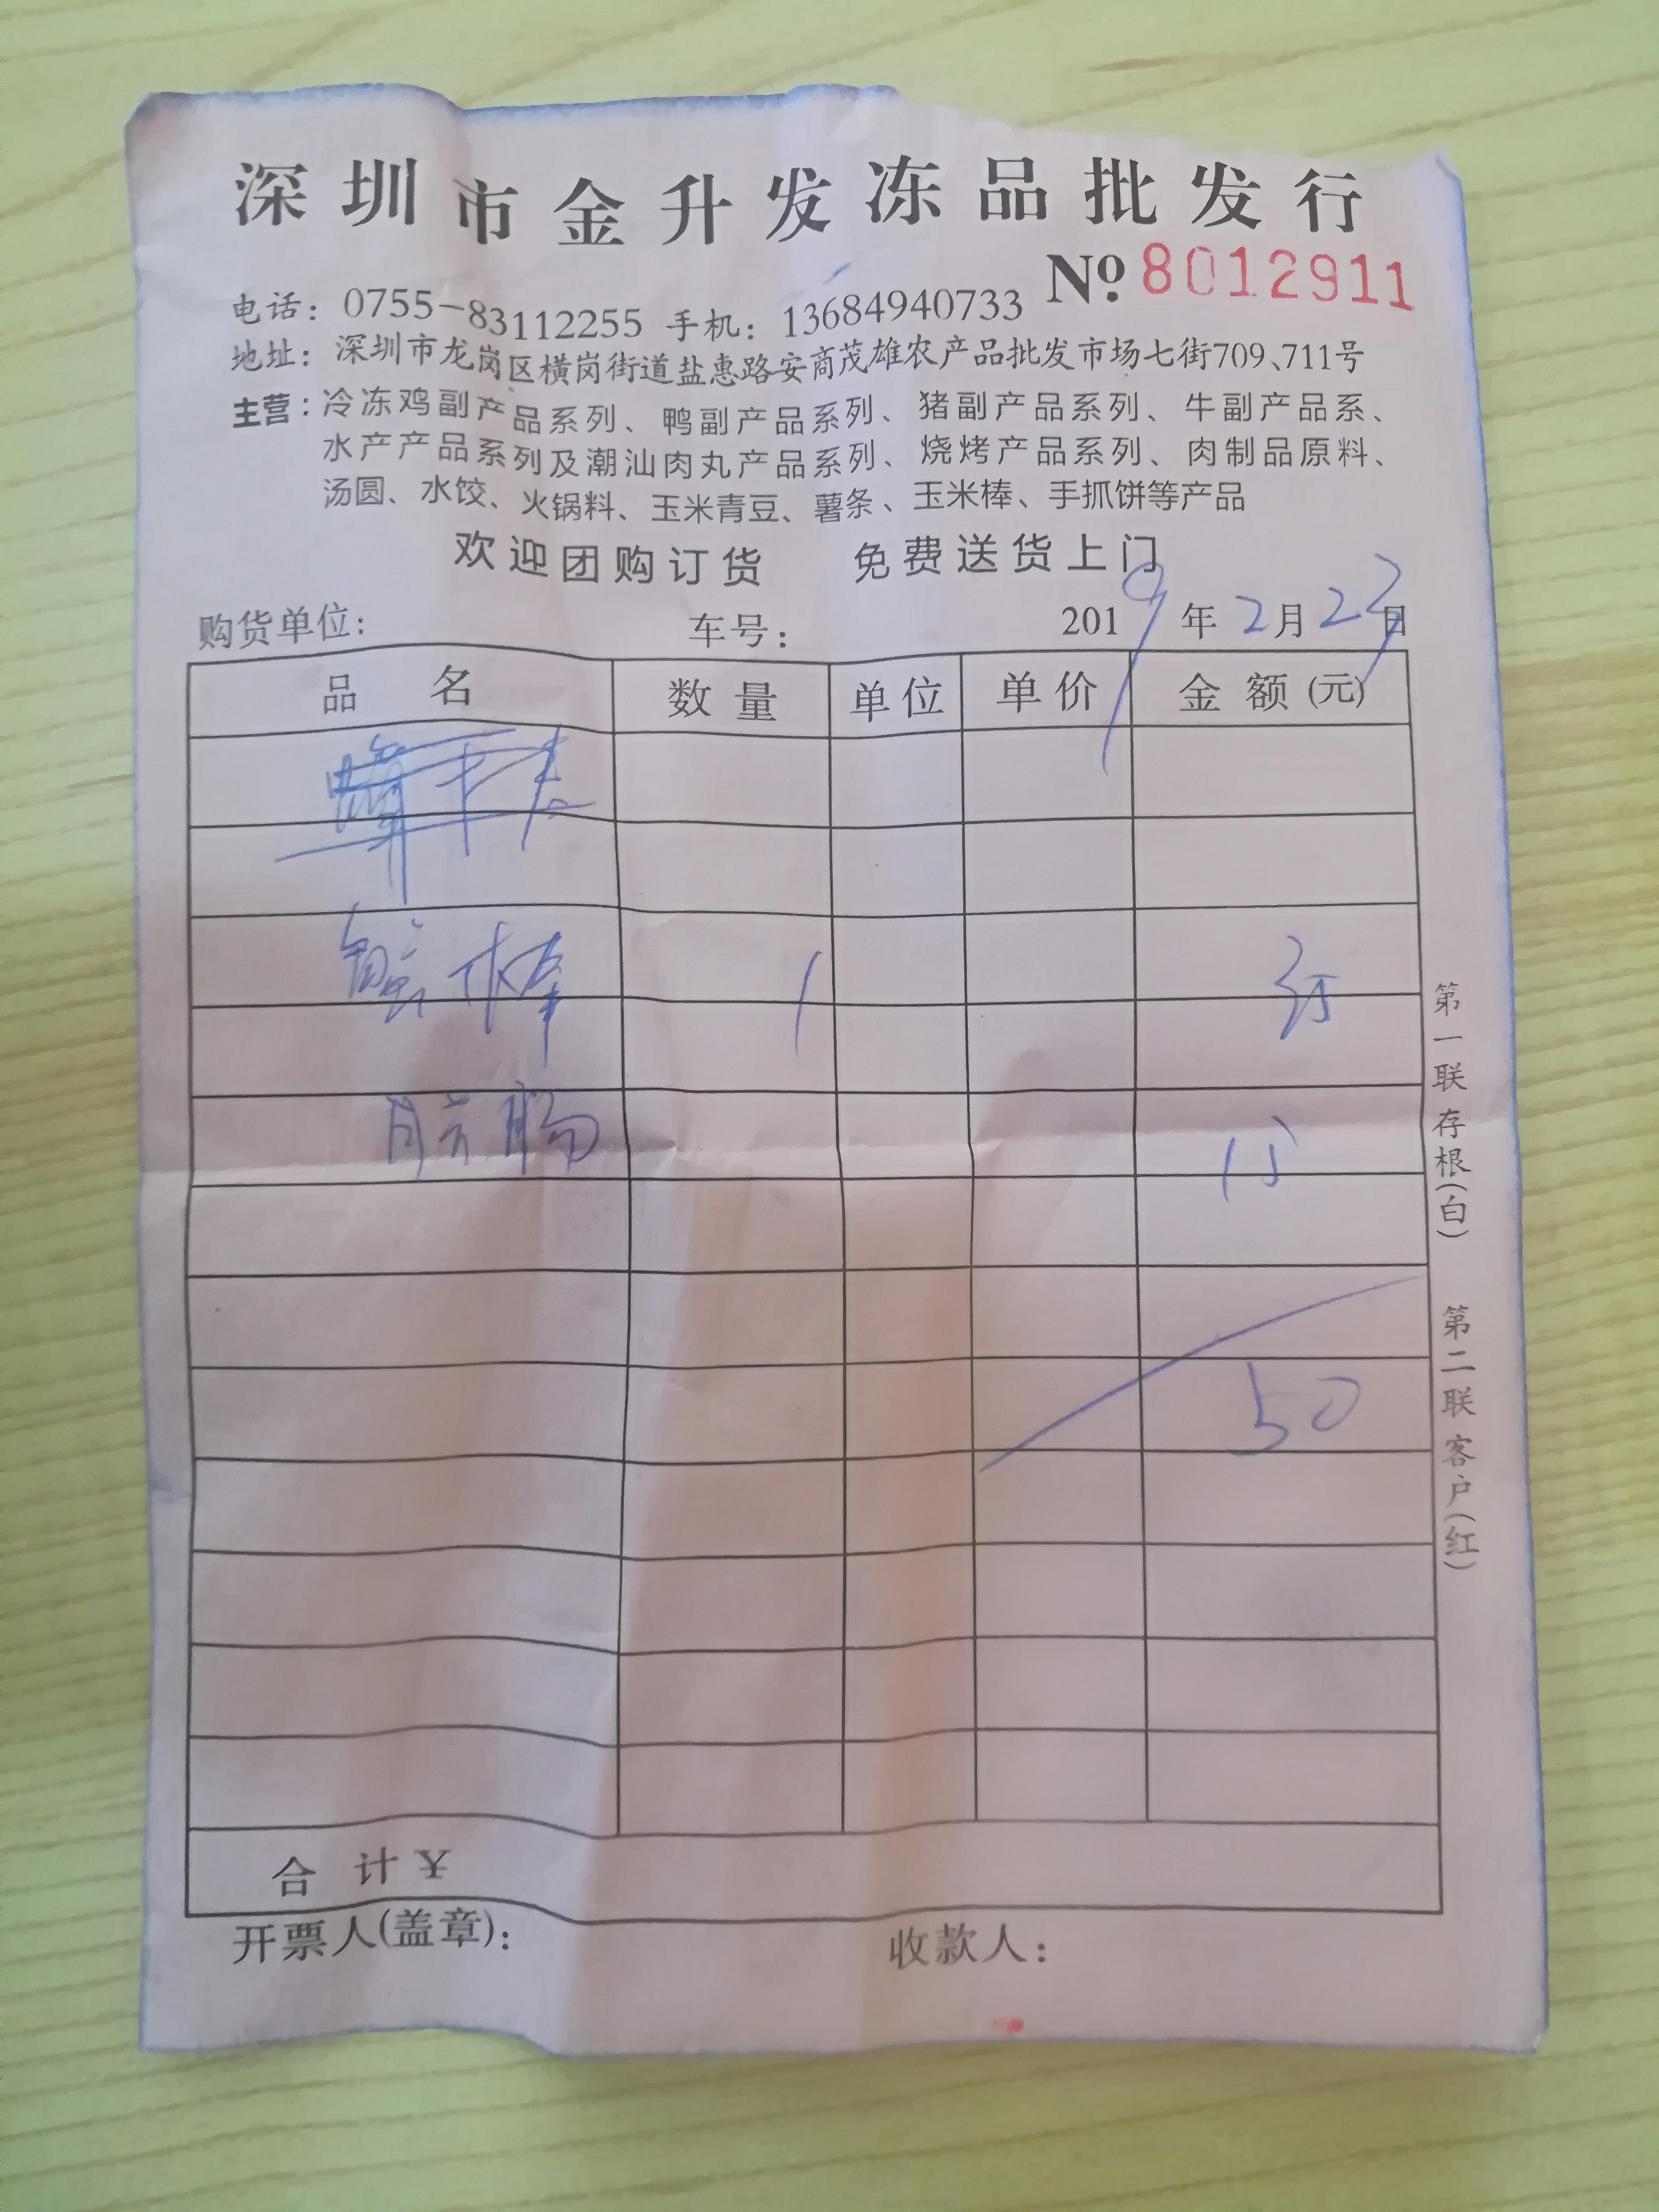 深圳市金升发冻品批发行
№ 8012911
电话：0755-83112255 手机：13684940733
地址：深圳市龙岗区横岗街道盐惠路安商茂雄农产品批发市场七街709、711号
主营：冷冻鸡副产品系列、鸭副产品系列、猪副产品系列、牛副产品系、
水产产品系列及潮汕肉丸产品系列、烧烤产品系列、肉制品原料、
汤圆、水饺、火锅料、玉米青豆、薯条、玉米棒、手抓饼等产品
欢迎团购订货 免费送货上门
购货单位： 车号： 2019年2月23日
品名 数量 单位 单价 金额(元)
蟹棒 1 35
肠 15
50
合计¥
开票人(盖章)： 收款人：
第一联存根(白) 第二联客户(红)